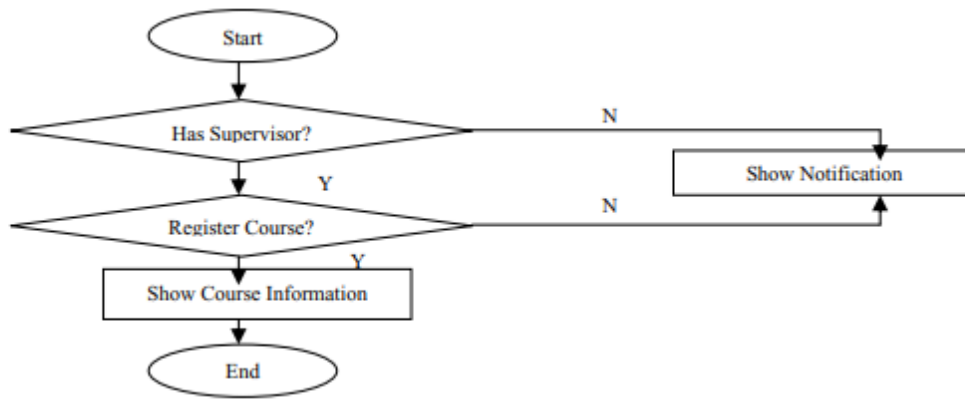 Start
Has Supervisor?
N
Show Notification
Y
Register Course?
N
Y
Show Course Information
End